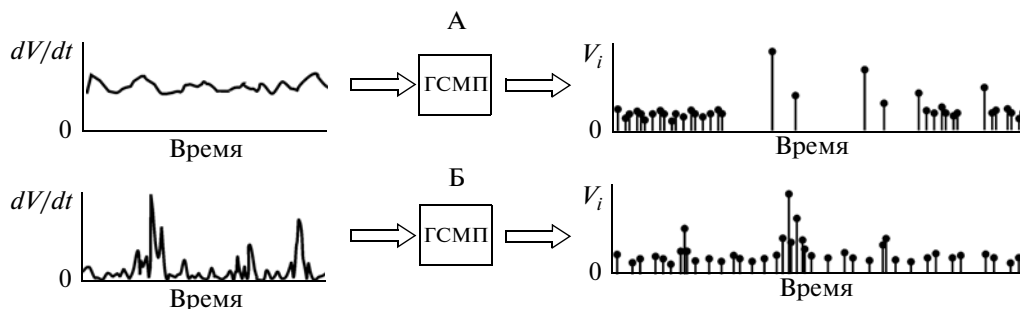 А
dV/dt
ГСМП
V_i
0
0
Время
Время
Б
dV/dt
ГСМП
V_i
0
0
Время
Время